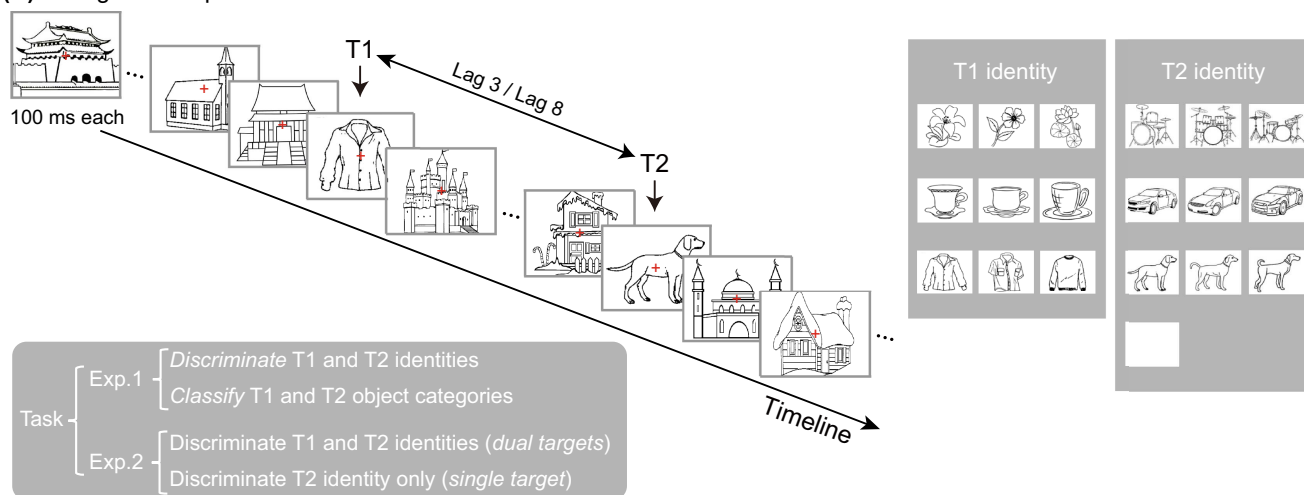 T1
Lag 3 / Lag 8
T2
100 ms each
...
...
...
Timeline
T1 identity
T2 identity
Task
Exp.1
Discriminate T1 and T2 identities
Classify T1 and T2 object categories
Exp.2
Discriminate T1 and T2 identities (dual targets)
Discriminate T2 identity only (single target)